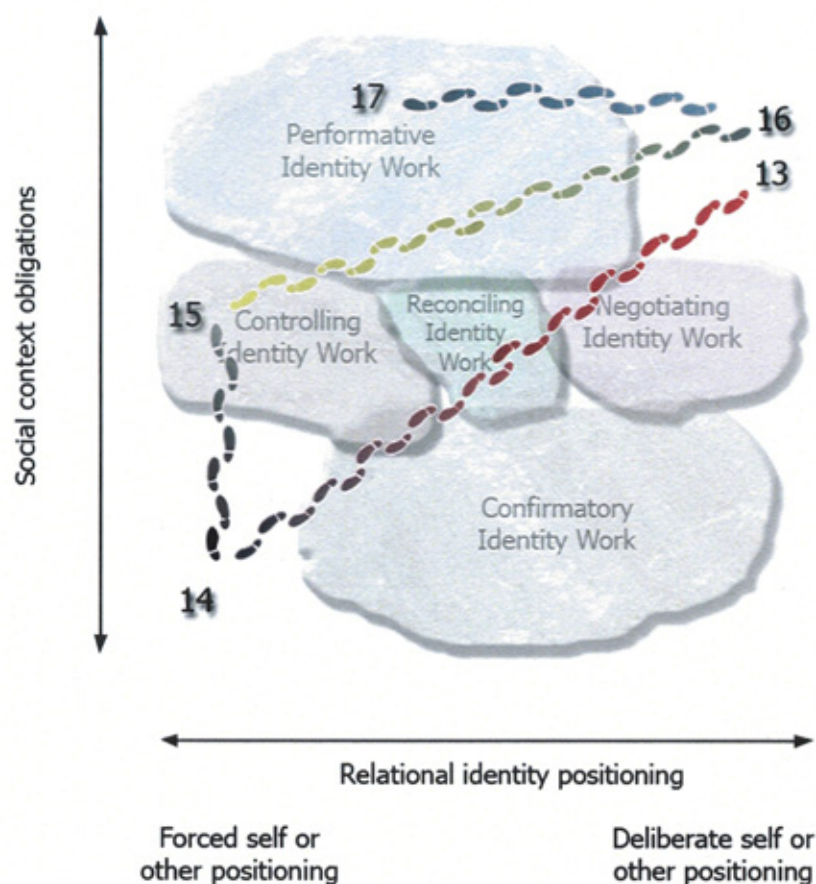 17
Performative
Identity Work
16
13
15
Controlling
Identity Work
Reconciling
Identity
Work
Negotiating
Identity Work
Confirmatory
Identity Work
14
Social context obligations
Relational identity positioning
Forced self or
other positioning
Deliberate self or
other positioning